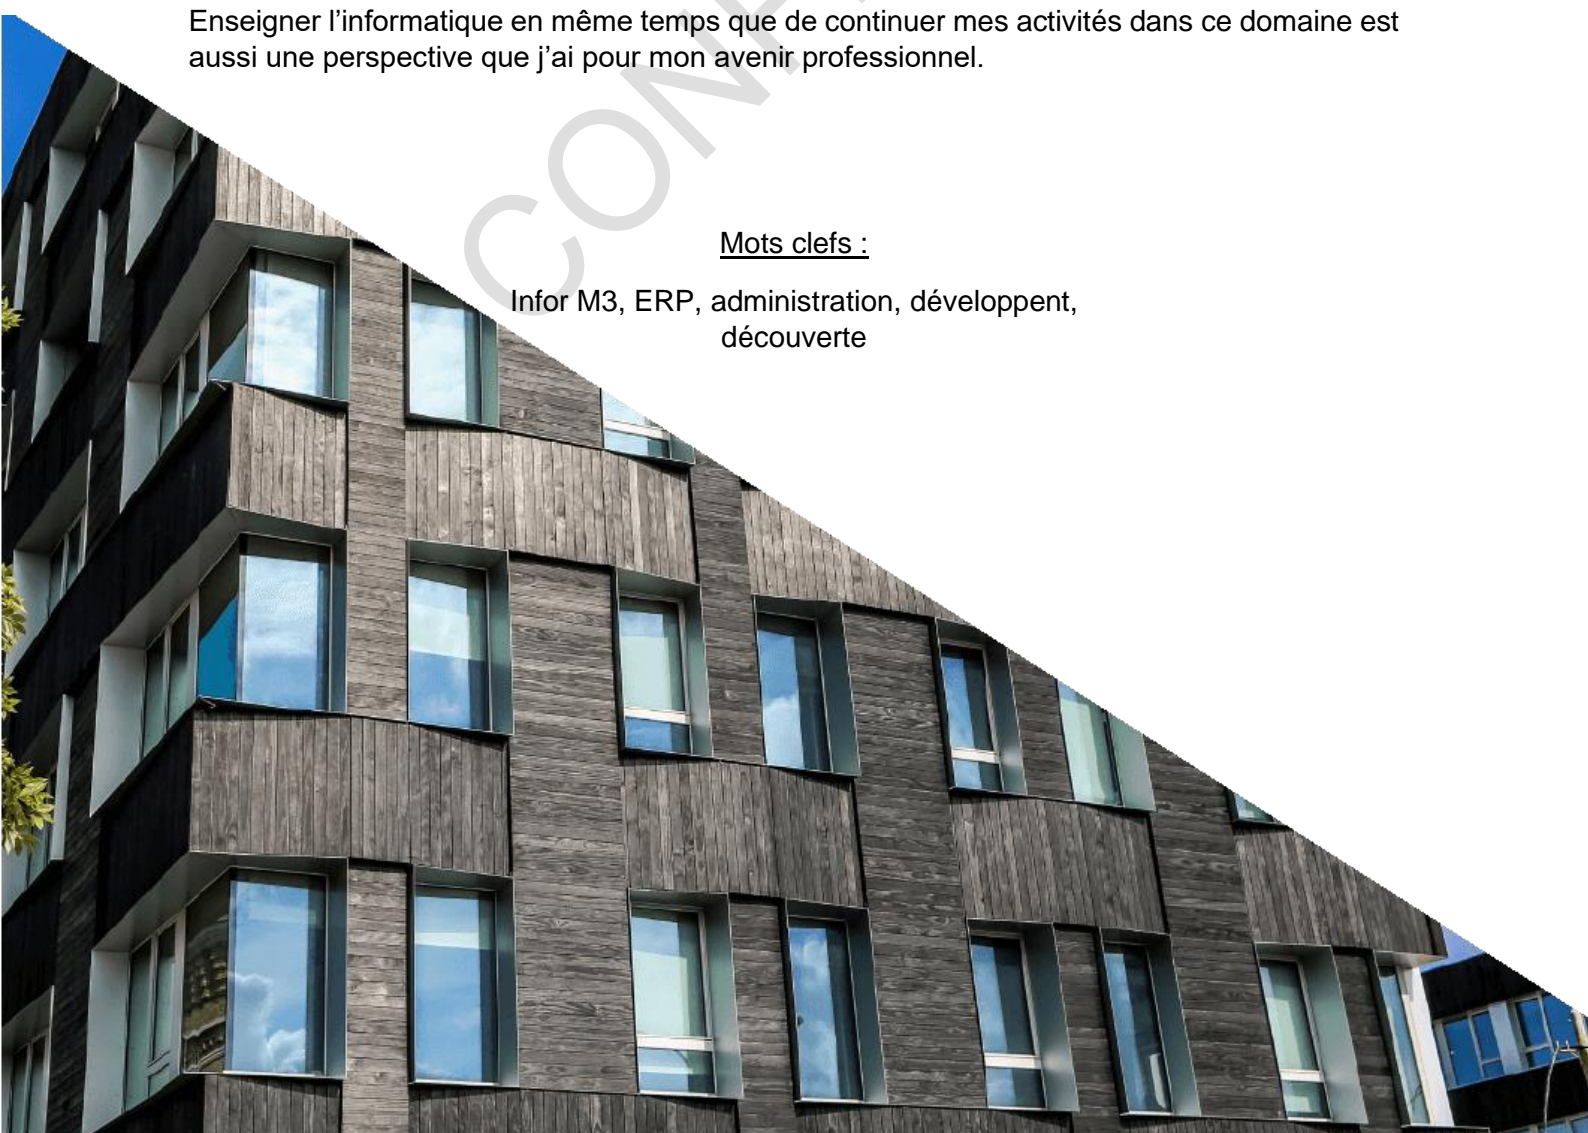 Enseigner l’informatique en même temps que de continuer mes activités dans ce domaine est
aussi une perspective que j’ai pour mon avenir professionnel.
Mots clefs :
Infor M3, ERP, administration, développent,
découverte